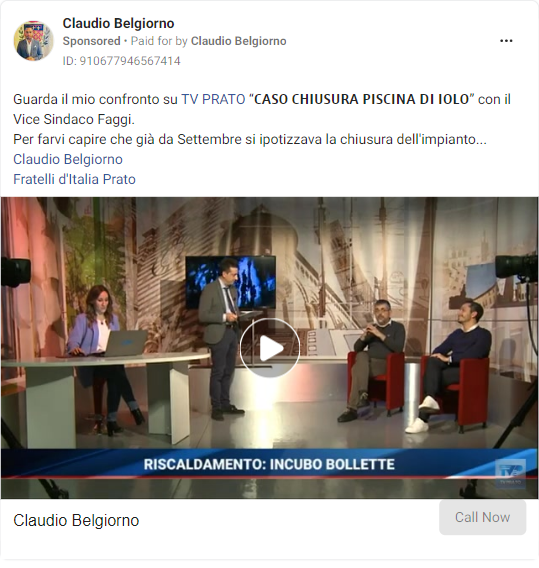 Claudio Belgiorno
Sponsored • Paid for by Claudio Belgiorno
ID: 910677946567414
Guarda il mio confronto su TV PRATO “CASO CHIUSURA PISCINA DI IOLO” con il
Vice Sindaco Faggi.
Per farvi capire che già da Settembre si ipotizzava la chiusura dell'impianto...
Claudio Belgiorno
Fratelli d'Italia Prato
RISCALDAMENTO: INCUBO BOLLETTE
Claudio Belgiorno
Call Now